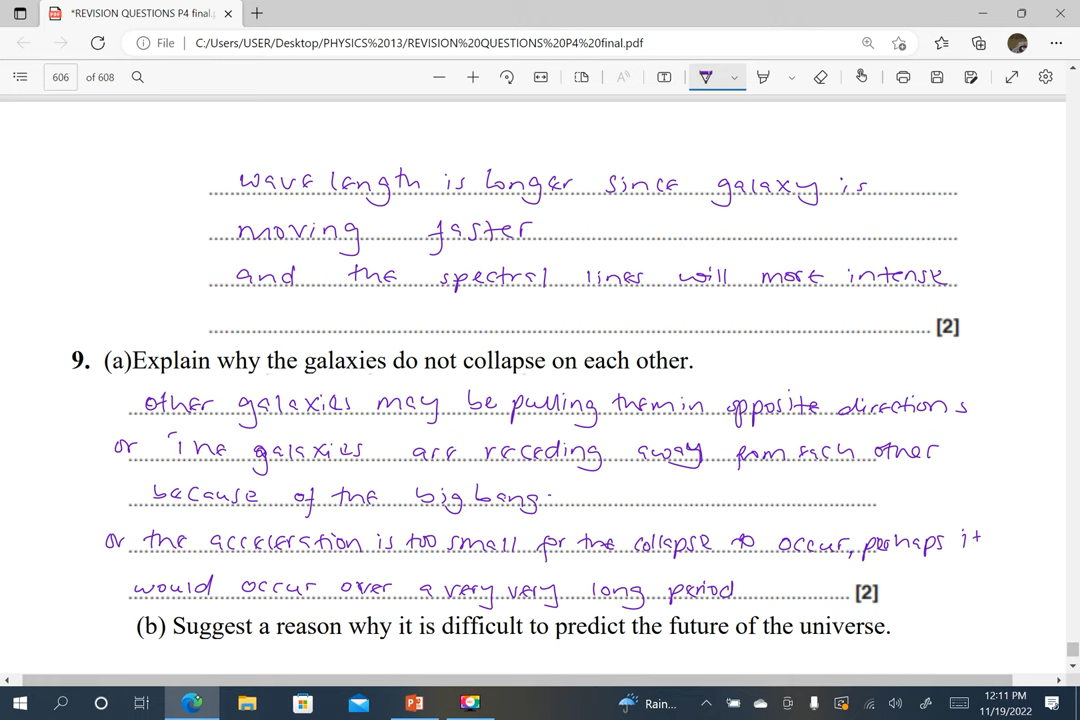 *REVISION QUESTIONS P4 final.
File
C:/Users/USER/Desktop/PHYSICS%2013/REVISION%20QUESTIONS%20P4%20final.pdf
606 of 608
wave length is longer since galaxy is
moving faster
and the spectral lines will more intense
[2]
9. (a)Explain why the galaxies do not collapse on each other.
other galaxies may be pulling them in opposite directions
or The galaxies are receding away from each other
because of the big bang.
or the acceleration is too small for the collapse to occur, perhaps it
would occur over a very very long period [2]
(b) Suggest a reason why it is difficult to predict the future of the universe.
Rain...
12:11 PM
11/19/2022